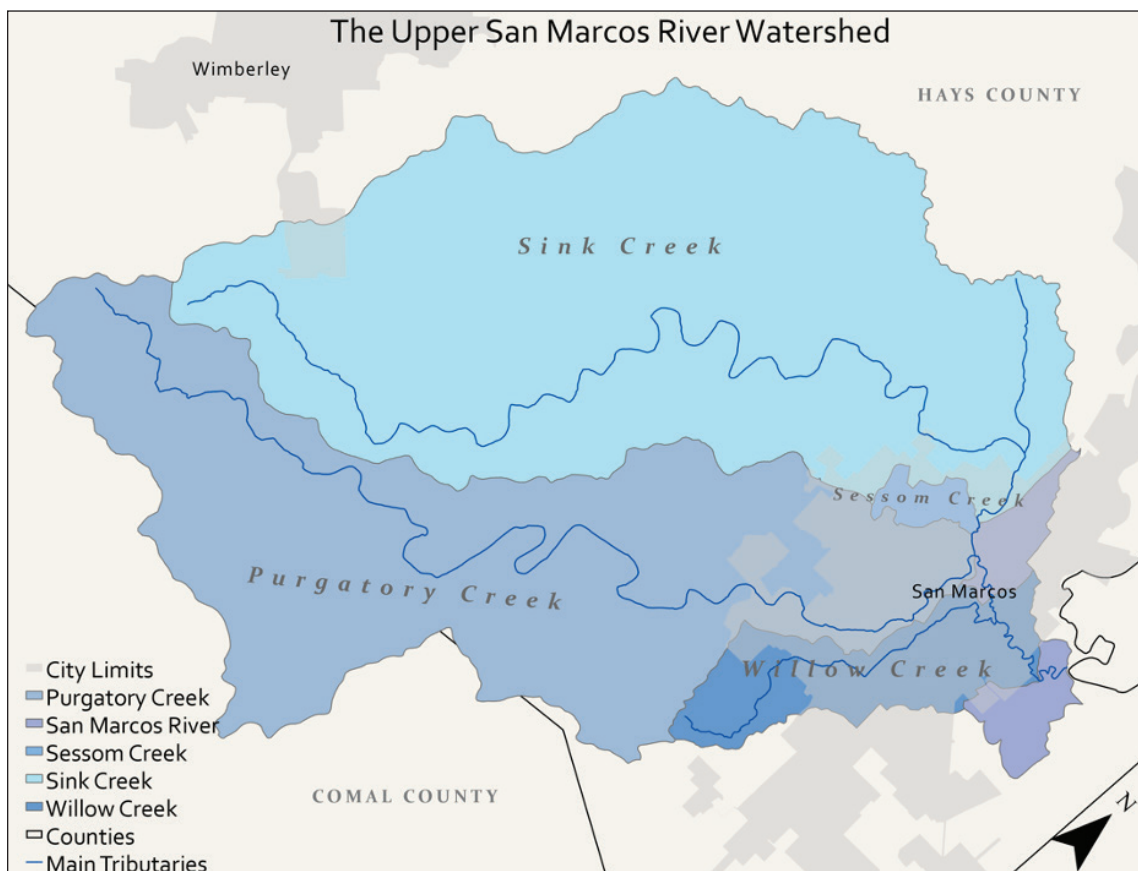 The Upper San Marcos River Watershed
Wimberley
HAYS COUNTY
Sink Creek
Sessom Creek
Purgatory Creek
San Marcos
Willow Creek
City Limits
Purgatory Creek
San Marcos River
Sessom Creek
Sink Creek
Willow Creek
Counties
Main Tributaries
COMAL COUNTY
N